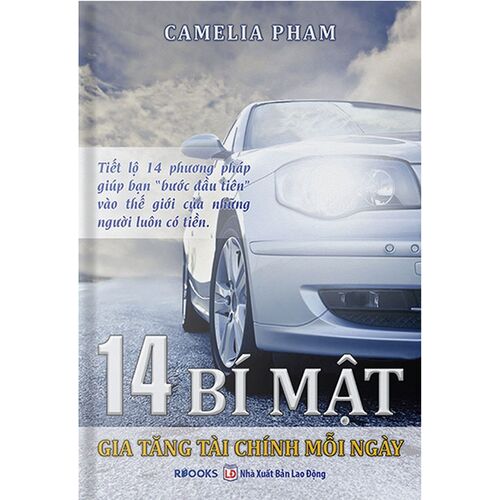 CAMELIA PHAM
Tiết lộ 14 phương pháp
giúp bạn "bước đầu tiên"
vào thế giới của những
người luôn có tiền.
14 BÍ MẬT
GIA TĂNG TÀI CHÍNH MỖI NGÀY
RBOOKS LĐ Nhà Xuất Bản Lao Động